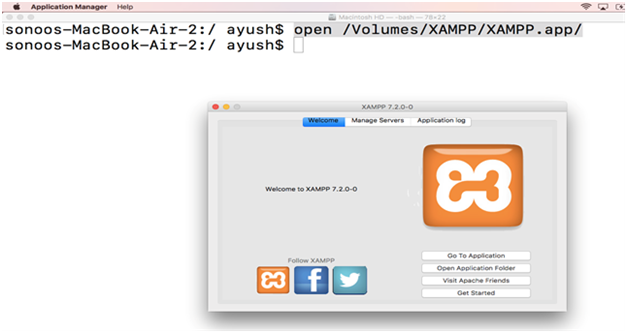 Application Manager Help
Macintosh HD — -bash — 78×22
sonoos-MacBook-Air-2:/ ayush$ open /Volumes/XAMPP/XAMPP.app/
sonoos-MacBook-Air-2:/ ayush$
XAMPP 7.2.0-0
Welcome Manage Servers Application log
Welcome to XAMPP 7.2.0-0
Follow XAMPP
Go To Application
Open Application Folder
Visit Apache Friends
Get Started